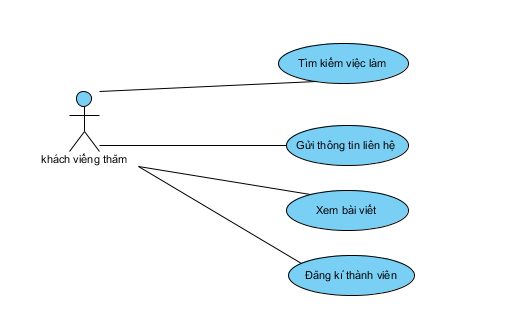 Tìm kiếm việc làm
Gửi thông tin liên hệ
khách viếng thăm
Xem bài viết
Đăng kí thành viên